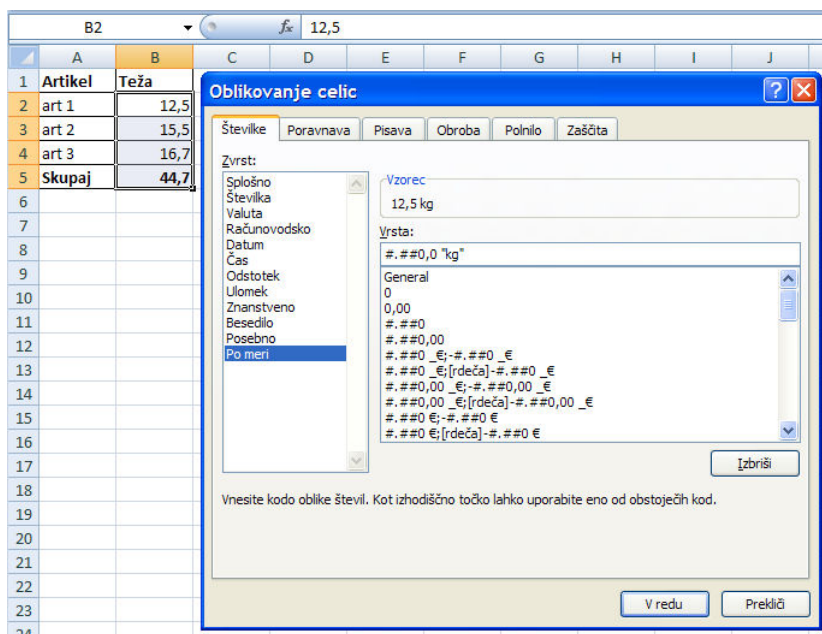 B2 fx 12,5
A B C D E F G H I J
1 Artikel Teža
2 art 1 12,5
3 art 2 15,5
4 art 3 16,7
5 Skupaj 44,7
6
7
8
9
10
11
12
13
14
15
16
17
18
19
20
21
22
23
24
Oblikovanje celic
Številke Poravnava Pisava Obroba Polnilo Zaščita
Zvrst:
Splošno
Številka
Valuta
Računovodsko
Datum
Čas
Odstotek
Ulomek
Znanstveno
Besedilo
Posebno
Po meri
Vzorec
12,5 kg
Vrsta:
#.##0,0 "kg"
General
0
0,00
#.##0
#.##0,00
#.##0 _€;-#.##0 _€
#.##0 _€;[rdeča]-#.##0 _€
#.##0,00 _€;-#.##0,00 _€
#.##0,00 _€;[rdeča]-#.##0,00 _€
#.##0 €;-#.##0 €
#.##0 €;[rdeča]-#.##0 €
Izbriši
Vnesite kodo oblike števil. Kot izhodiščno točko lahko uporabite eno od obstoječih kod.
V redu Prekliči